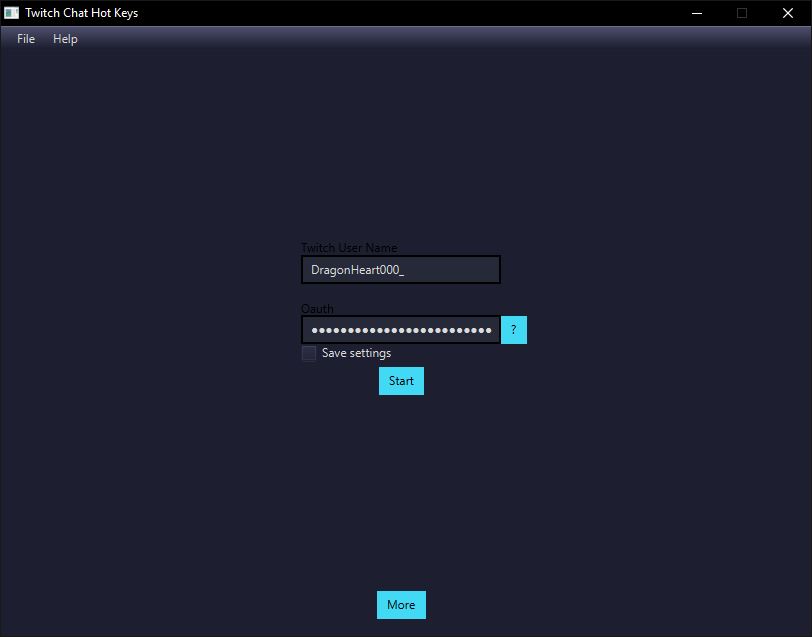 Twitch Chat Hot Keys
File Help
Twitch User Name
DragonHeart000_
Oauth
●●●●●●●●●●●●●●●●●●●●●●●● ?
Save settings
Start
More